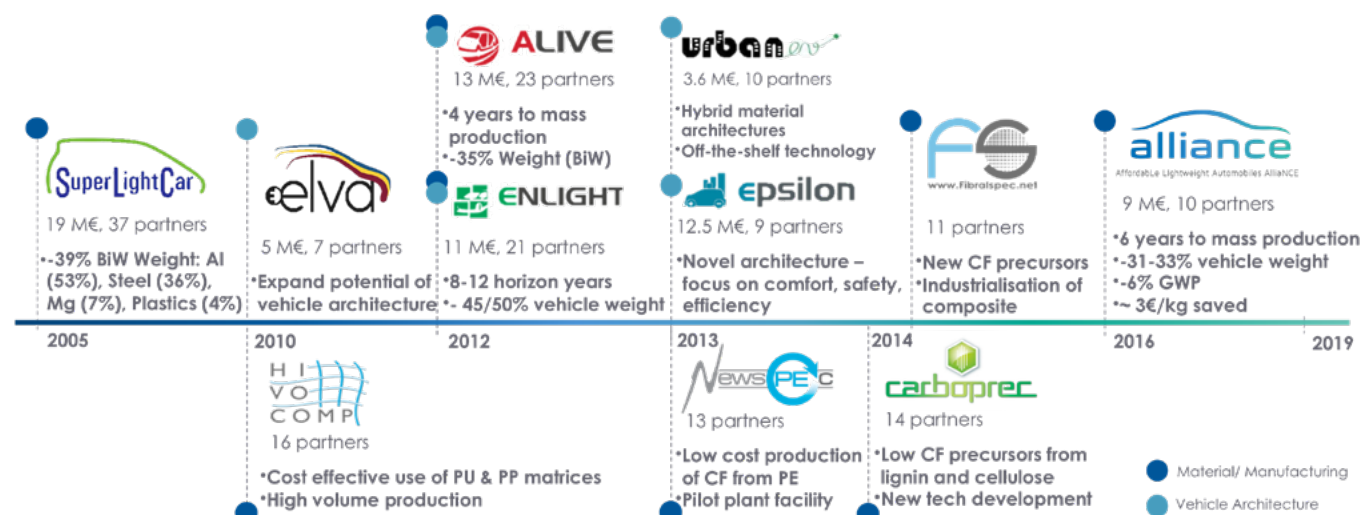 SuperLightCar
19 M€, 37 partners
•-39% BiW Weight: Al
(53%), Steel (36%),
Mg (7%), Plastics (4%)
elva
5 M€, 7 partners
•Expand potential of
vehicle architecture
ALIVE
13 M€, 23 partners
•4 years to mass
production
•-35% Weight (BiW)
ENLIGHT
11 M€, 21 partners
•8-12 horizon years
•- 45/50% vehicle weight
urban ev
3.6 M€, 10 partners
•Hybrid material
architectures
•Off-the-shelf technology
epsilon
12.5 M€, 9 partners
•Novel architecture –
focus on comfort, safety,
efficiency
FS
www.Fibralspec.net
11 partners
•New CF precursors
•Industrialisation of
composite
alliance
Affordable Lightweight Automobiles AlliaNCE
9 M€, 10 partners
•6 years to mass production
•-31-33% vehicle weight
•-6% GWP
•~ 3€/kg saved
2005
2010
2012
2013
2014
2016
2019
HI
VO
COMP
16 partners
•Cost effective use of PU & PP matrices
•High volume production
NewsPEc
13 partners
•Low cost production
of CF from PE
•Pilot plant facility
carboprec
14 partners
•Low CF precursors from
lignin and cellulose
•New tech development
Material/ Manufacturing
Vehicle Architecture